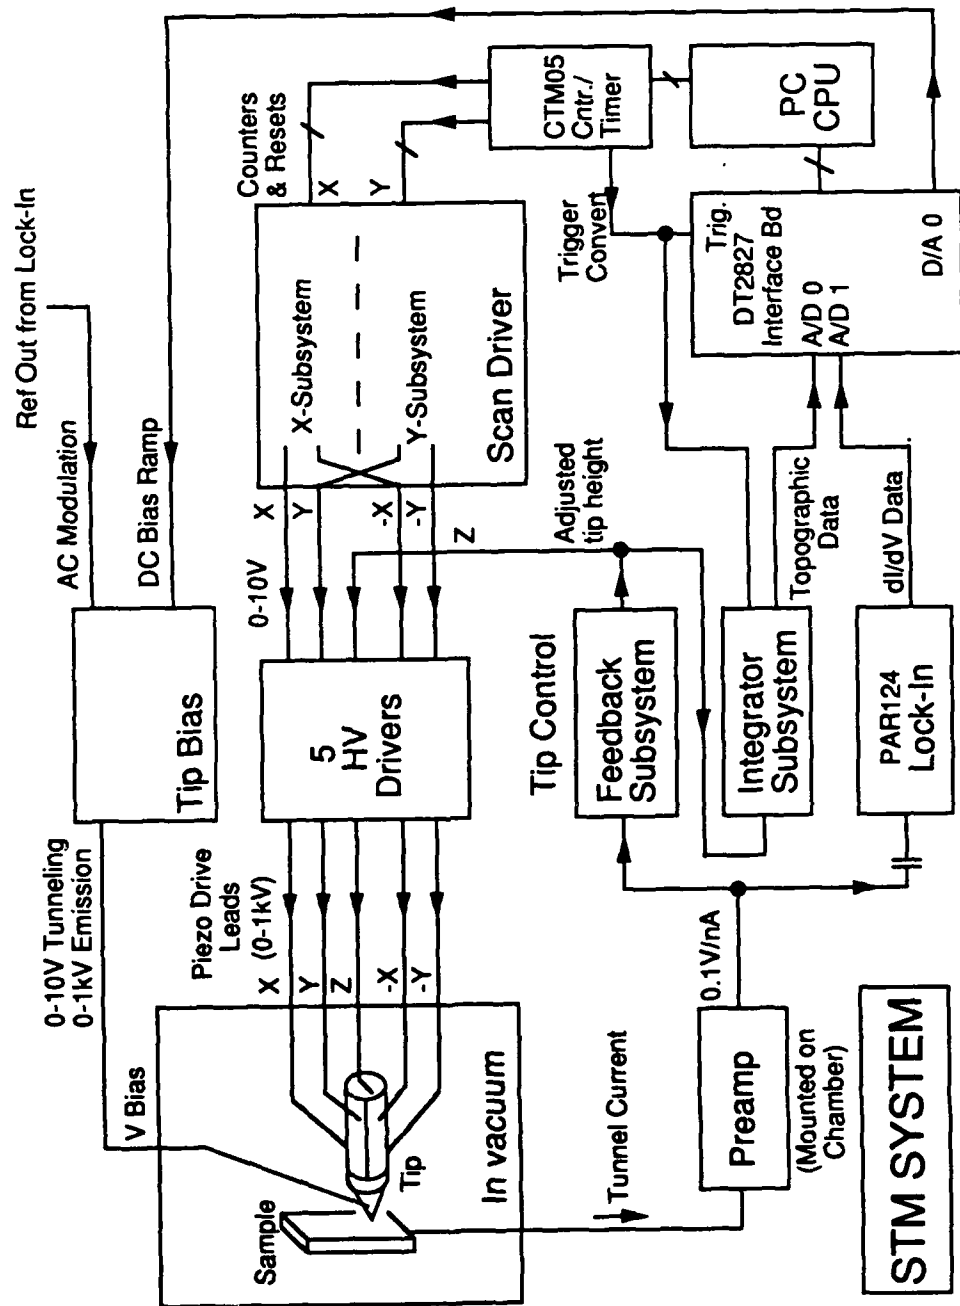 Ref Out from Lock-In
AC Modulation
DC Bias Ramp
0-10V Tunneling
0-1kV Emission
Tip Bias
V Bias
Counters
& Resets
X
Y
X-Subsystem
Y-Subsystem
Scan Driver
CTM05
Cntr./
Timer
PC
CPU
Trigger
Convert
Trig.
DT2827
Interface Bd
A/D 0
A/D 1
D/A 0
0-10V
X
Y
-X
-Y
Z
5
HV
Drivers
Piezo Drive
Leads
(0-1kV)
X
Y
Z
-X
-Y
Sample
Tip
In vacuum
Adjusted
tip height
Tip Control
Feedback
Subsystem
Integrator
Subsystem
Topographic
Data
dI/dV Data
PAR124
Lock-In
Tunnel Current
0.1V/nA
Preamp
(Mounted on
Chamber)
STM SYSTEM